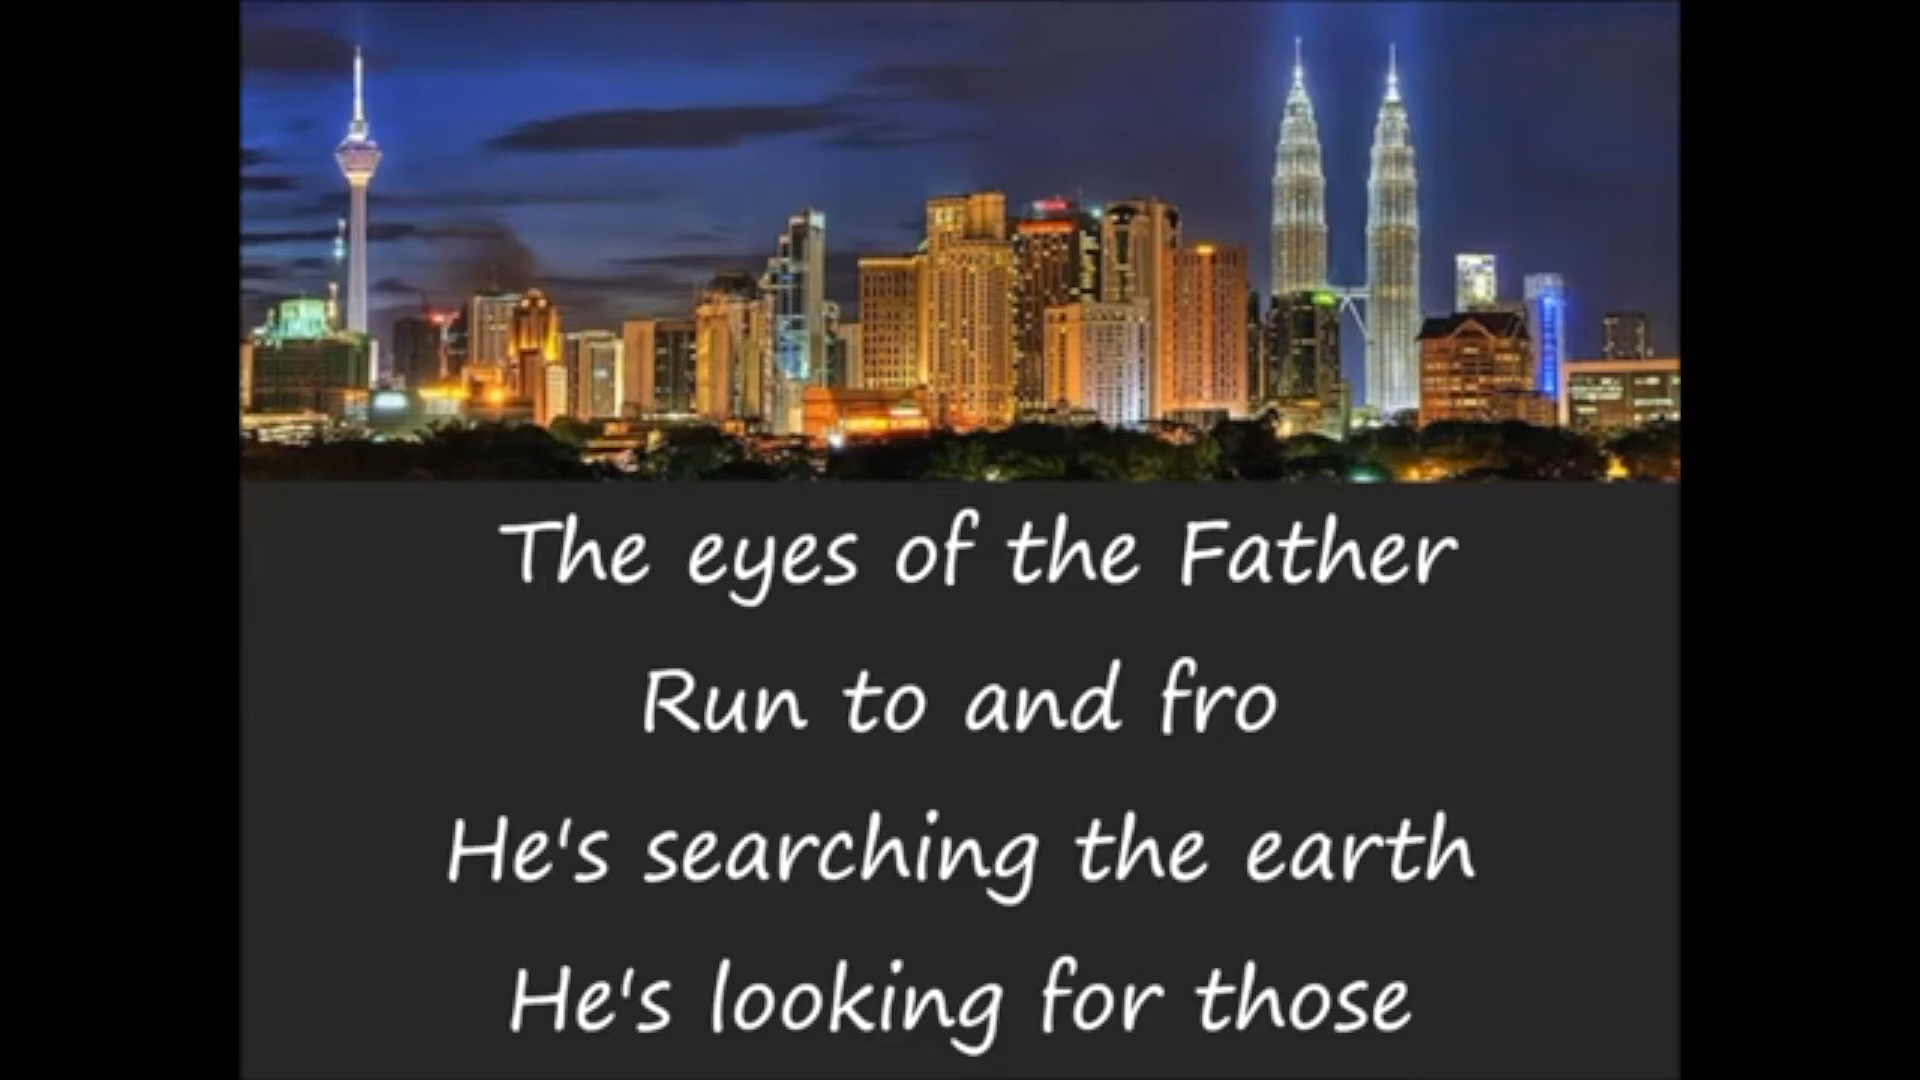 The eyes of the Father
Run to and fro
He's searching the earth
He's looking for those